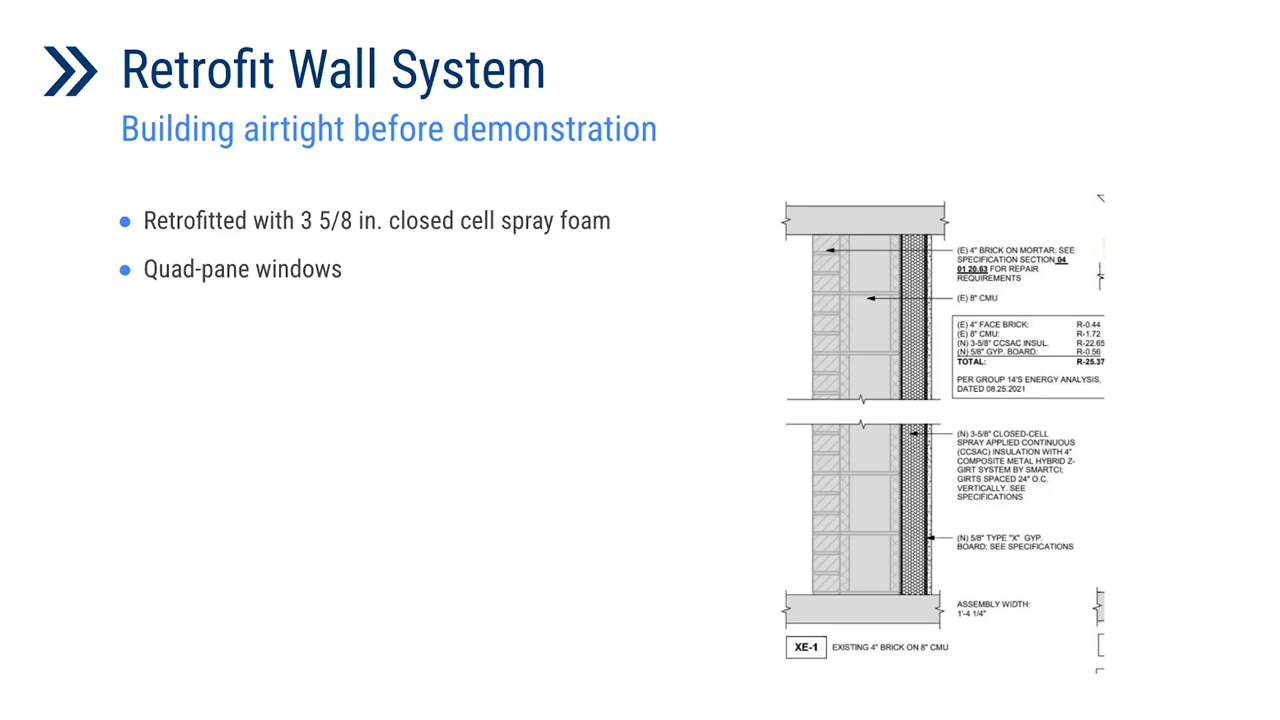 Retrofit Wall System
Building airtight before demonstration
● Retrofitted with 3 5/8 in. closed cell spray foam
● Quad-pane windows
(E) 4" BRICK ON MORTAR; SEE
SPECIFICATION SECTION 04
01 20.63 FOR REPAIR
REQUIREMENTS
(E) 8" CMU
(E) 4" FACE BRICK: R-0.44
(E) 8" CMU: R-1.72
(N) 3-5/8" CCSAC INSUL. R-22.65
(N) 5/8" GYP. BOARD: R-0.56
TOTAL: R-25.37
PER GROUP 14'S ENERGY ANALYSIS,
DATED 08.25.2021
(N) 3-5/8" CLOSED-CELL
SPRAY APPLIED CONTINUOUS
(CCSAC) INSULATION WITH 4"
COMPOSITE METAL HYBRID Z-
GIRT SYSTEM BY SMARTCI;
GIRTS SPACED 24" O.C.
VERTICALLY. SEE
SPECIFICATIONS
(N) 5/8" TYPE "X" GYP.
BOARD; SEE SPECIFICATIONS
ASSEMBLY WIDTH:
1'-4 1/4"
XE-1 EXISTING 4" BRICK ON 8" CMU